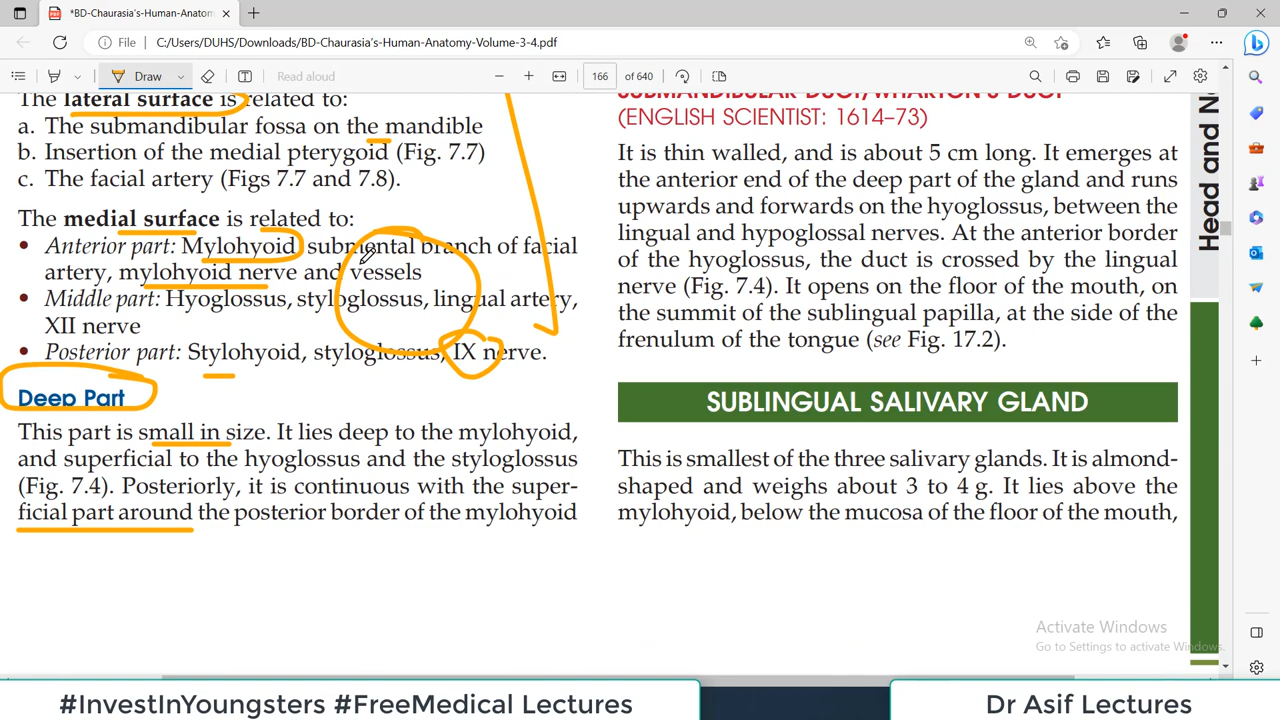 *BD-Chaurasia's-Human-Anatom
File
C:/Users/DUHS/Downloads/BD-Chaurasia's-Human-Anatomy-Volume-3-4.pdf
Draw
Read aloud
166
of 640
The lateral surface is related to:
a. The submandibular fossa on the mandible
b. Insertion of the medial pterygoid (Fig. 7.7)
c. The facial artery (Figs 7.7 and 7.8).
The medial surface is related to:
• Anterior part: Mylohyoid submental branch of facial
artery, mylohyoid nerve and vessels
• Middle part: Hyoglossus, styloglossus, lingual artery,
XII nerve
• Posterior part: Stylohyoid, styloglossus, IX nerve.
Deep Part
This part is small in size. It lies deep to the mylohyoid,
and superficial to the hyoglossus and the styloglossus
(Fig. 7.4). Posteriorly, it is continuous with the super-
ficial part around the posterior border of the mylohyoid
SUBMANDIBULAR DUCT/WHARTON'S DUCT
(ENGLISH SCIENTIST: 1614–73)
It is thin walled, and is about 5 cm long. It emerges at
the anterior end of the deep part of the gland and runs
upwards and forwards on the hyoglossus, between the
lingual and hypoglossal nerves. At the anterior border
of the hyoglossus, the duct is crossed by the lingual
nerve (Fig. 7.4). It opens on the floor of the mouth, on
the summit of the sublingual papilla, at the side of the
frenulum of the tongue (see Fig. 17.2).
SUBLINGUAL SALIVARY GLAND
This is smallest of the three salivary glands. It is almond-
shaped and weighs about 3 to 4 g. It lies above the
mylohyoid, below the mucosa of the floor of the mouth,
Head and N
Activate Windows
Go to Settings to activate Windows.
#InvestInYoungsters #FreeMedical Lectures
Dr Asif Lectures